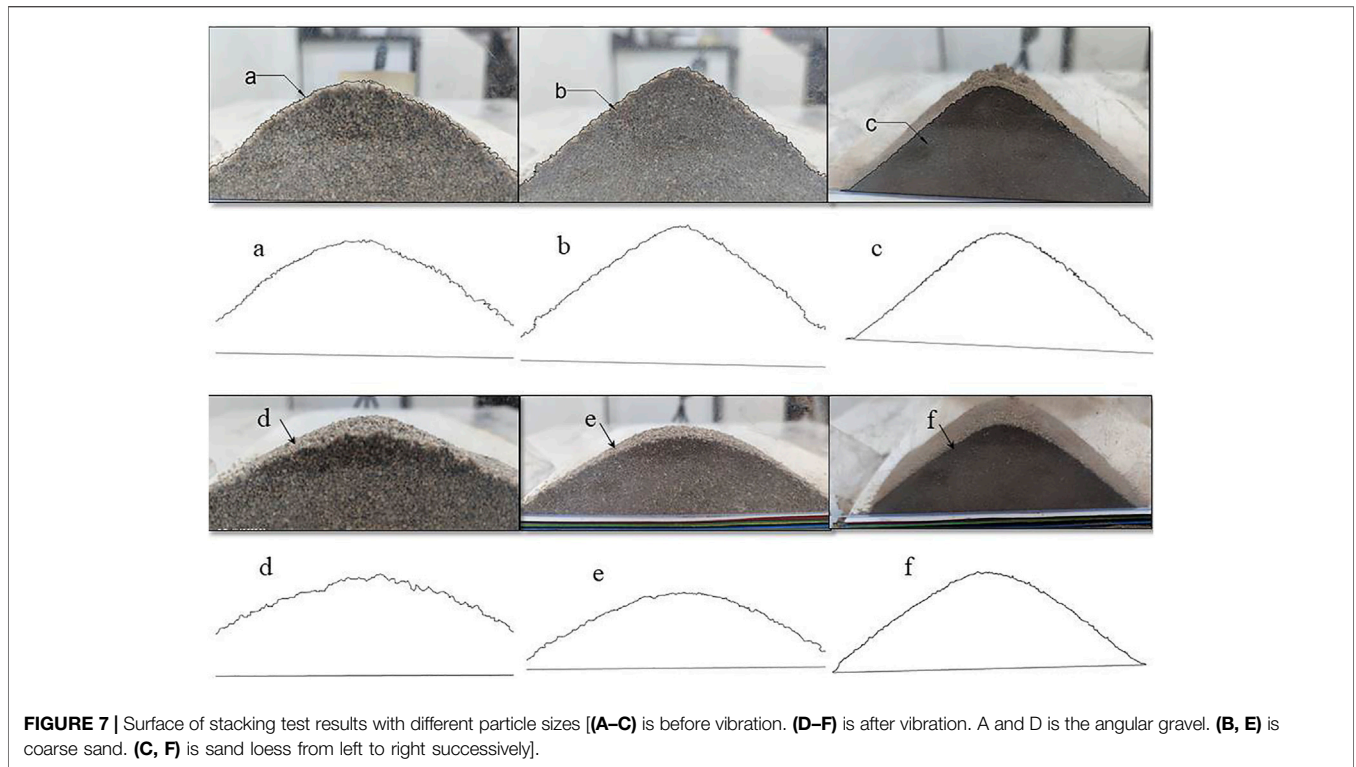 a
b
c
a
b
c
d
e
f
d
e
f
FIGURE 7 | Surface of stacking test results with different particle sizes [(A–C) is before vibration. (D–F) is after vibration. A and D is the angular gravel. (B, E) is
coarse sand. (C, F) is sand loess from left to right successively].